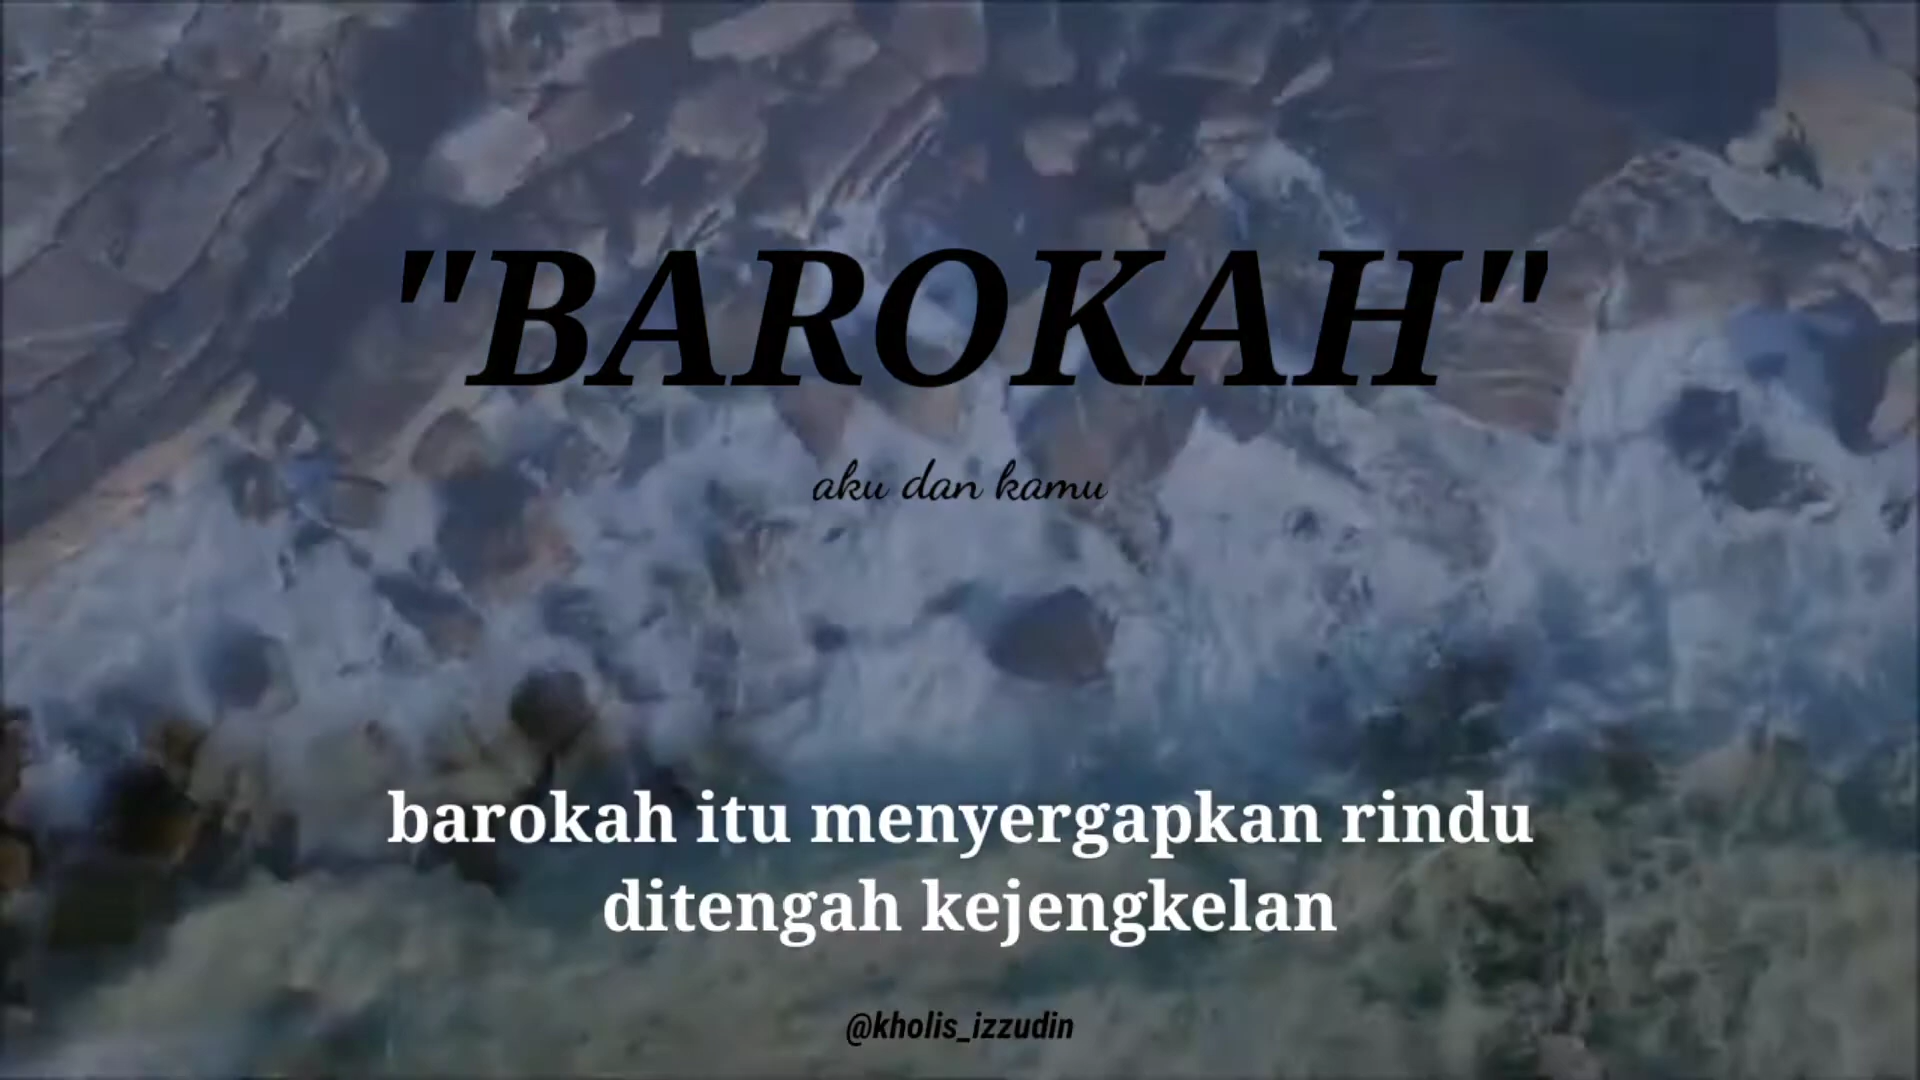 "BAROKAH"
aku dan kamu
barokah itu menyergapkan rindu
ditengah kejengkelan
@kholis_izzudin